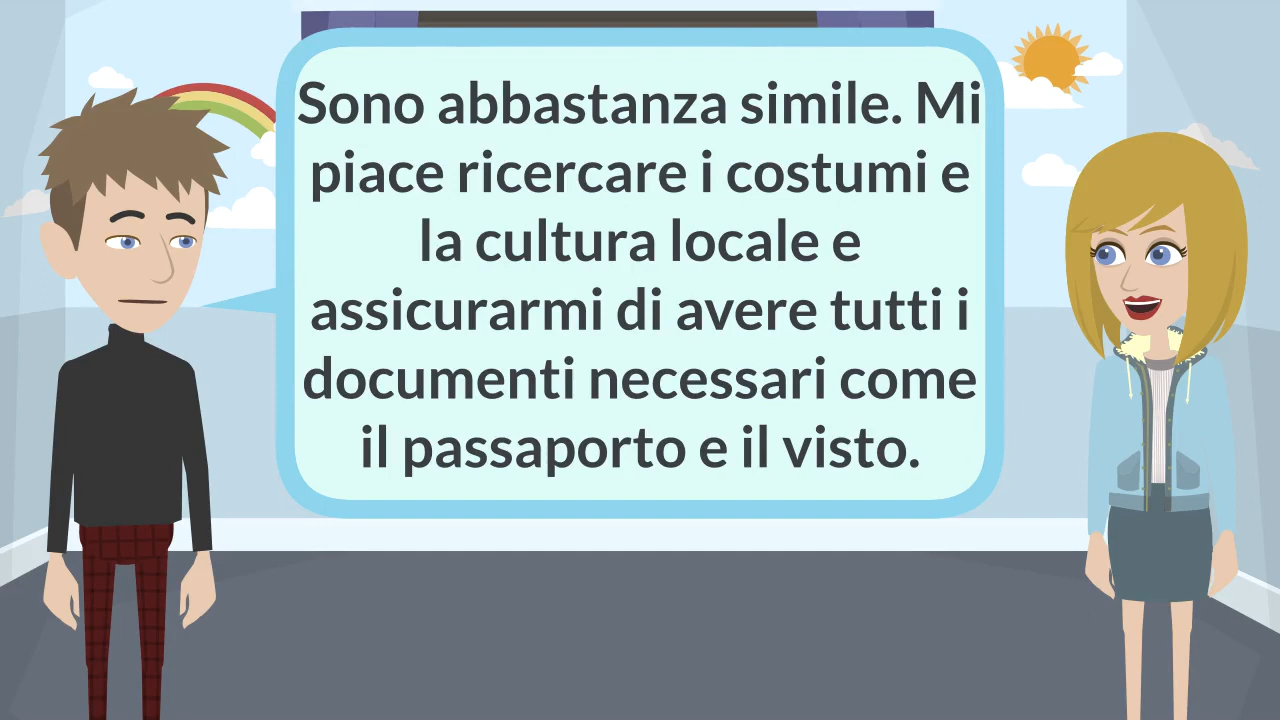 Sono abbastanza simile. Mi
piace ricercare i costumi e
la cultura locale e
assicurarmi di avere tutti i
documenti necessari come
il passaporto e il visto.